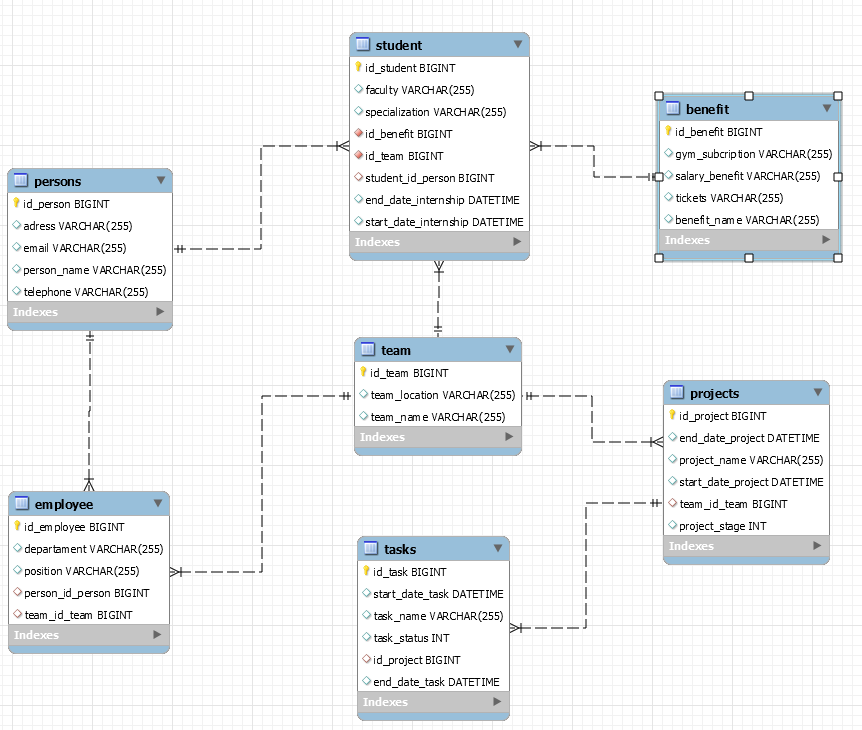 student
id_student BIGINT
faculty VARCHAR(255)
specialization VARCHAR(255)
id_benefit BIGINT
id_team BIGINT
student_id_person BIGINT
end_date_internship DATETIME
start_date_internship DATETIME
Indexes
benefit
id_benefit BIGINT
gym_subcription VARCHAR(255)
salary_benefit VARCHAR(255)
tickets VARCHAR(255)
benefit_name VARCHAR(255)
Indexes
persons
id_person BIGINT
adress VARCHAR(255)
email VARCHAR(255)
person_name VARCHAR(255)
telephone VARCHAR(255)
Indexes
team
id_team BIGINT
team_location VARCHAR(255)
team_name VARCHAR(255)
Indexes
projects
id_project BIGINT
end_date_project DATETIME
project_name VARCHAR(255)
start_date_project DATETIME
team_id_team BIGINT
project_stage INT
Indexes
employee
id_employee BIGINT
departament VARCHAR(255)
position VARCHAR(255)
person_id_person BIGINT
team_id_team BIGINT
Indexes
tasks
id_task BIGINT
start_date_task DATETIME
task_name VARCHAR(255)
task_status INT
id_project BIGINT
end_date_task DATETIME
Indexes